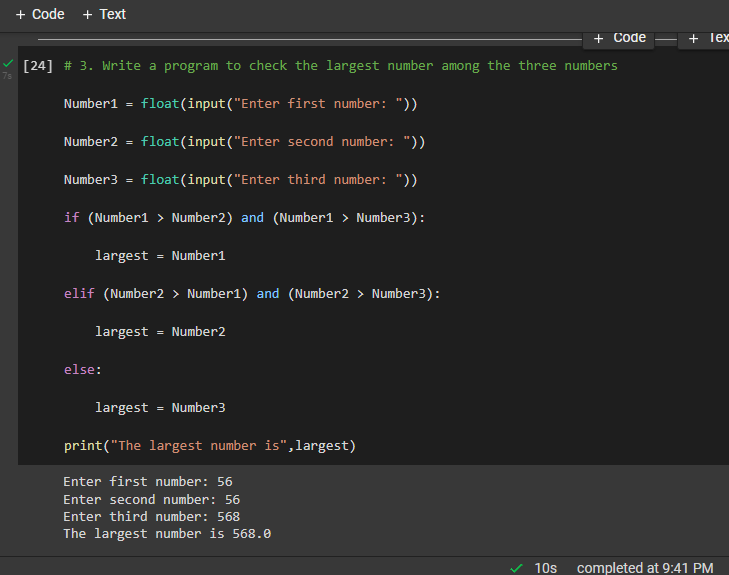 + Code + Text
+ Code + Tex
[24] # 3. Write a program to check the largest number among the three numbers
7s
Number1 = float(input("Enter first number: "))
Number2 = float(input("Enter second number: "))
Number3 = float(input("Enter third number: "))
if (Number1 > Number2) and (Number1 > Number3):
largest = Number1
elif (Number2 > Number1) and (Number2 > Number3):
largest = Number2
else:
largest = Number3
print("The largest number is",largest)
Enter first number: 56
Enter second number: 56
Enter third number: 568
The largest number is 568.0
10s completed at 9:41 PM